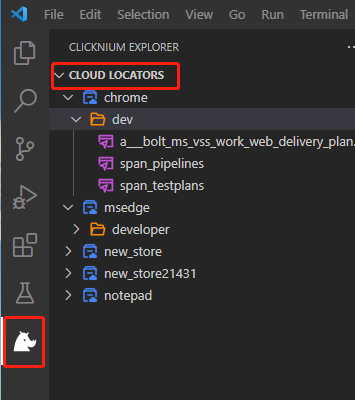 File Edit Selection View Go Run Terminal
CLICKNIUM EXPLORER
CLOUD LOCATORS
chrome
dev
a___bolt_ms_vss_work_web_delivery_plan.
span_pipelines
span_testplans
msedge
developer
new_store
new_store21431
notepad